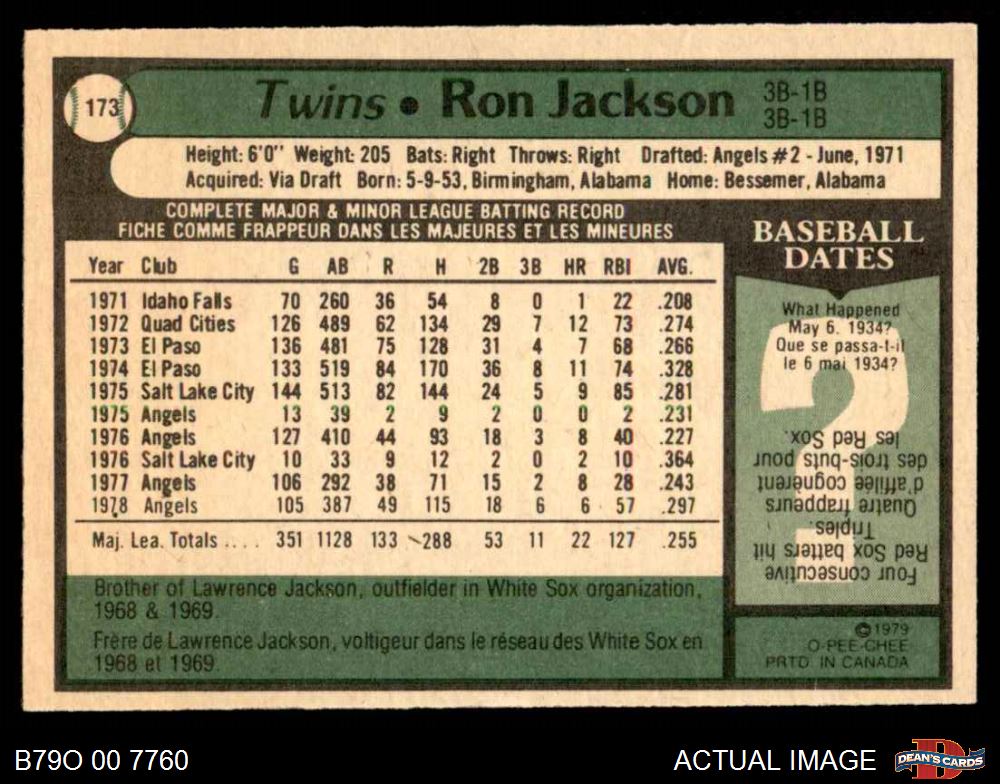 173
Twins • Ron Jackson
3B-1B
3B-1B
Height: 6'0" Weight: 205 Bats: Right Throws: Right Drafted: Angels #2 - June, 1971
Acquired: Via Draft Born: 5-9-53, Birmingham, Alabama Home: Bessemer, Alabama
COMPLETE MAJOR & MINOR LEAGUE BATTING RECORD
FICHE COMME FRAPPEUR DANS LES MAJEURES ET LES MINEURES
Year Club G AB R H 2B 3B HR RBI AVG.
1971 Idaho Falls 70 260 36 54 8 0 1 22 .208
1972 Quad Cities 126 489 62 134 29 7 12 73 .274
1973 El Paso 136 481 75 128 31 4 7 68 .266
1974 El Paso 133 519 84 170 36 8 11 74 .328
1975 Salt Lake City 144 513 82 144 24 5 9 85 .281
1975 Angels 13 39 2 9 2 0 0 2 .231
1976 Angels 127 410 44 93 18 3 8 40 .227
1976 Salt Lake City 10 33 9 12 2 0 2 10 .364
1977 Angels 106 292 38 71 15 2 8 28 .243
1978 Angels 105 387 49 115 18 6 6 57 .297
Maj. Lea. Totals .... 351 1128 133 288 53 11 22 127 .255
Brother of Lawrence Jackson, outfielder in White Sox organization,
1968 & 1969.
Frère de Lawrence Jackson, voltigeur dans le réseau des White Sox en
1968 et 1969.
BASEBALL
DATES
What Happened
May 6, 1934?
Que se passa-t-il
le 6 mai 1934?
Four consecutive
Red Sox batters hit
Triples
Quatre frappeurs
d'affilée cognèrent
des trois-buts pour
les Red Sox.
©1979
O-PEE-CHEE
PRTD. IN CANADA
B79O 00 7760
ACTUAL IMAGE
DEAN'S CARDS